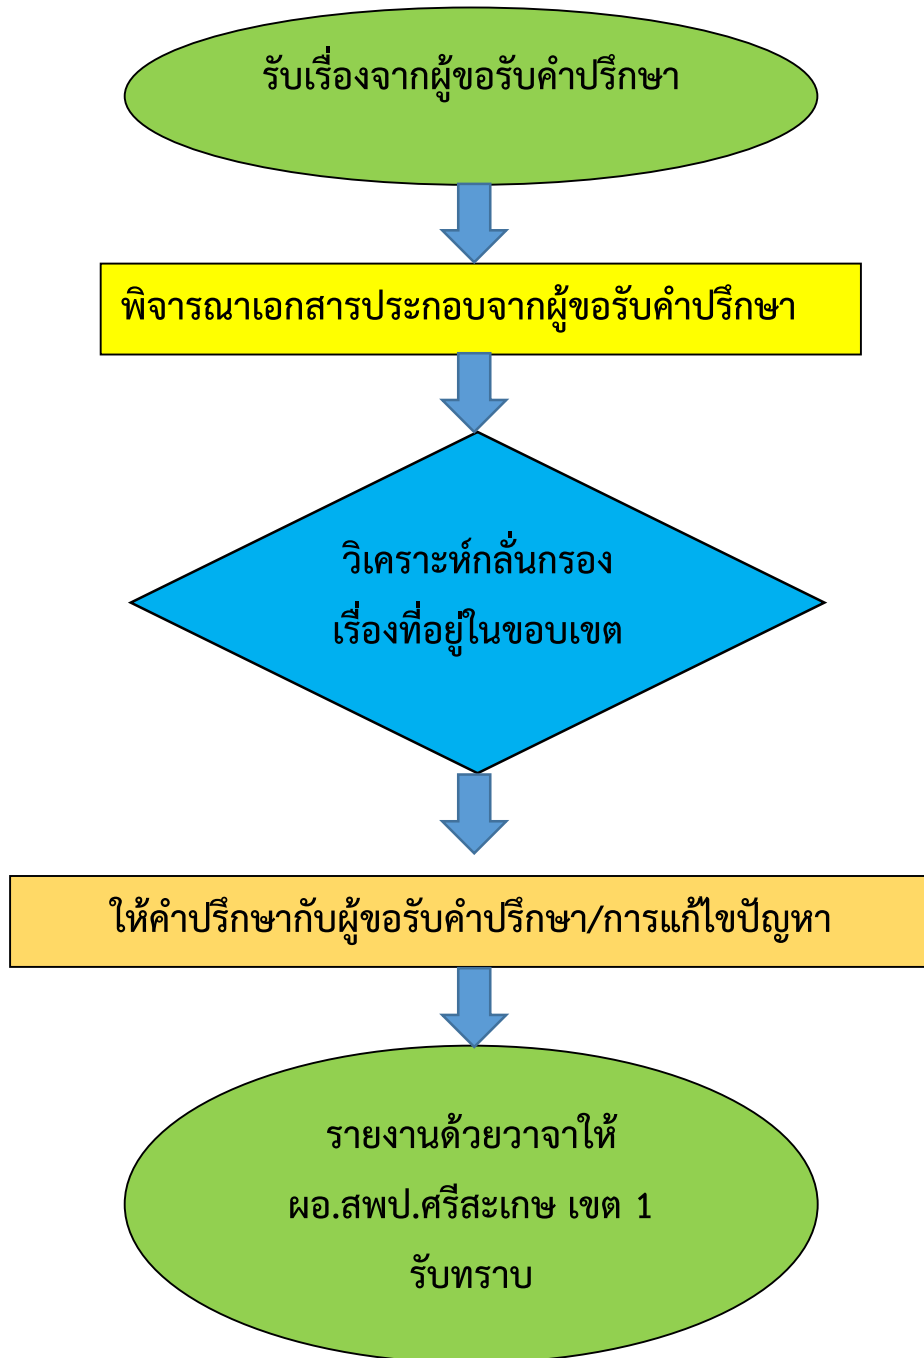 รับเรื่องจากผู้ขอรับคำปรึกษา
พิจารณาเอกสารประกอบจากผู้ขอรับคำปรึกษา
วิเคราะห์กลั่นกรอง
เรื่องที่อยู่ในขอบเขต
ให้คำปรึกษากับผู้ขอรับคำปรึกษา/การแก้ไขปัญหา
รายงานด้วยวาจาให้
ผอ.สพป.ศรีสะเกษ เขต 1
รับทราบ